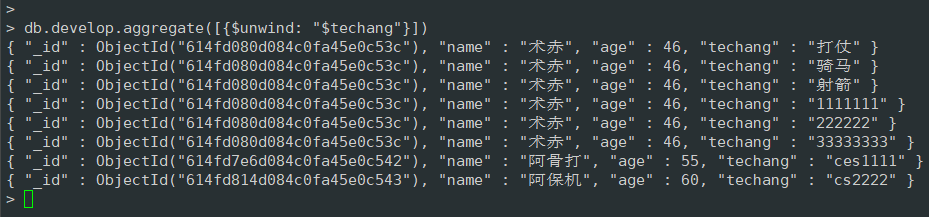 >
> db.develop.aggregate([{$unwind: "$techang"}])
{ "_id" : ObjectId("614fd080d084c0fa45e0c53c"), "name" : "术赤", "age" : 46, "techang" : "打仗" }
{ "_id" : ObjectId("614fd080d084c0fa45e0c53c"), "name" : "术赤", "age" : 46, "techang" : "骑马" }
{ "_id" : ObjectId("614fd080d084c0fa45e0c53c"), "name" : "术赤", "age" : 46, "techang" : "射箭" }
{ "_id" : ObjectId("614fd080d084c0fa45e0c53c"), "name" : "术赤", "age" : 46, "techang" : "1111111" }
{ "_id" : ObjectId("614fd080d084c0fa45e0c53c"), "name" : "术赤", "age" : 46, "techang" : "222222" }
{ "_id" : ObjectId("614fd080d084c0fa45e0c53c"), "name" : "术赤", "age" : 46, "techang" : "33333333" }
{ "_id" : ObjectId("614fd7e6d084c0fa45e0c542"), "name" : "阿骨打", "age" : 55, "techang" : "ces1111" }
{ "_id" : ObjectId("614fd814d084c0fa45e0c543"), "name" : "阿保机", "age" : 60, "techang" : "cs2222" }
>